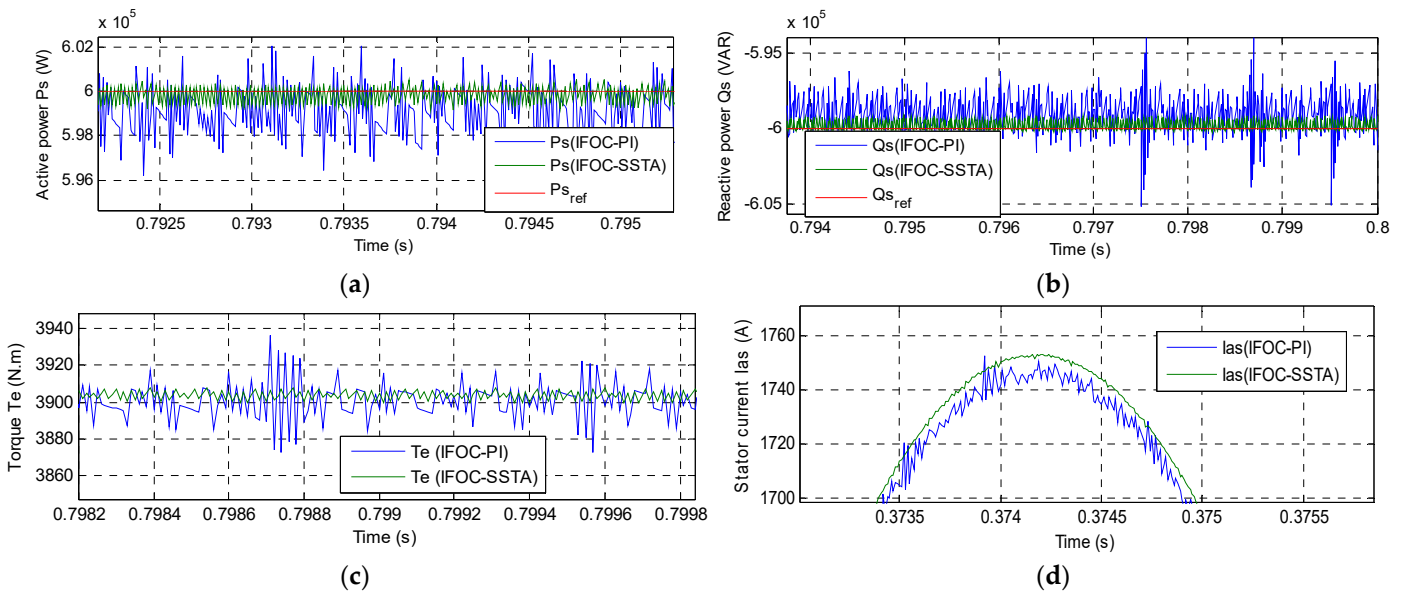 x 10⁵
Active power Ps (W)
6.02
6
5.98
5.96
Ps(IFOC-PI)
Ps(IFOC-SSTA)
Ps_ref
0.7925 0.793 0.7935 0.794 0.7945 0.795
Time (s)
(a)
x 10⁵
Reactive power Qs (VAR)
-5.95
-6
-6.05
Qs(IFOC-PI)
Qs(IFOC-SSTA)
Qs_ref
0.794 0.795 0.796 0.797 0.798 0.799 0.8
Time (s)
(b)
Torque Te (N.m)
3940
3920
3900
3880
3860
Te (IFOC-PI)
Te (IFOC-SSTA)
0.7982 0.7984 0.7986 0.7988 0.799 0.7992 0.7994 0.7996 0.7998
Time (s)
(c)
Stator current Ias (A)
1760
1740
1720
1700
Ias(IFOC-PI)
Ias(IFOC-SSTA)
0.3735 0.374 0.3745 0.375 0.3755
Time (s)
(d)